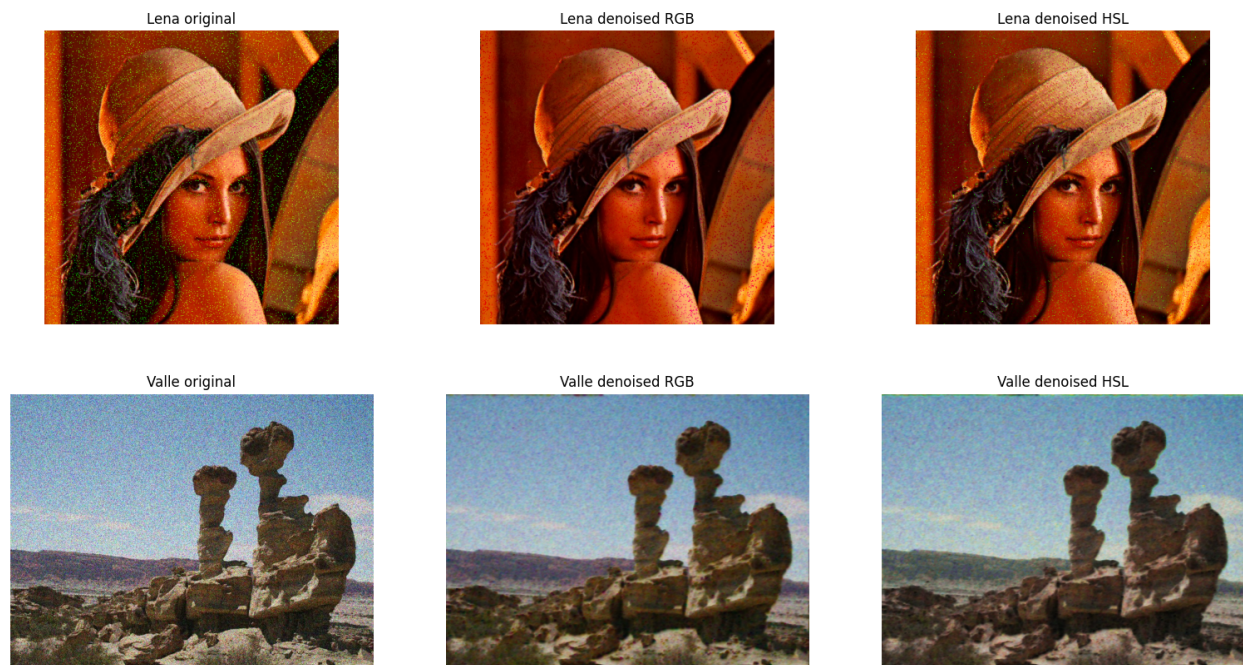 Lena original
Lena denoised RGB
Lena denoised HSL
Valle original
Valle denoised RGB
Valle denoised HSL